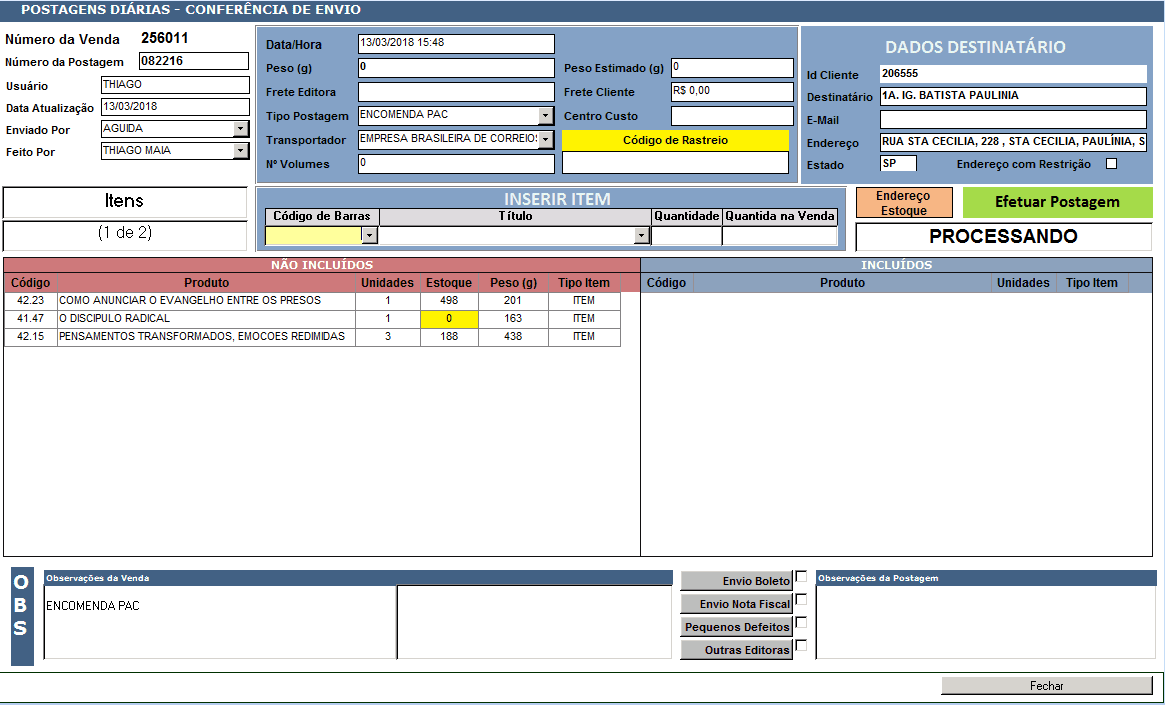 POSTAGENS DIÁRIAS - CONFERÊNCIA DE ENVIO
Número da Venda 256011
Número da Postagem 082216
Usuário THIAGO
Data Atualização 13/03/2018
Enviado Por AGUIDA
Feito Por THIAGO MAIA
Data/Hora 13/03/2018 15:48
Peso (g) 0 Peso Estimado (g) 0
Frete Editora Frete Cliente R$ 0,00
Tipo Postagem ENCOMENDA PAC Centro Custo
Transportador EMPRESA BRASILEIRA DE CORREIOS Código de Rastreio
Nº Volumes 0
DADOS DESTINATÁRIO
Id Cliente 206555
Destinatário 1A. IG. BATISTA PAULINIA
E-Mail
Endereço RUA STA CECILIA, 228 , STA CECILIA, PAULÍNIA, S
Estado SP Endereço com Restrição
Itens
(1 de 2)
INSERIR ITEM
Código de Barras Título Quantidade Quantida na Venda
Endereço
Estoque
Efetuar Postagem
PROCESSANDO
NÃO INCLUÍDOS
Código Produto Unidades Estoque Peso (g) Tipo Item
42.23 COMO ANUNCIAR O EVANGELHO ENTRE OS PRESOS 1 498 201 ITEM
41.47 O DISCIPULO RADICAL 1 0 163 ITEM
42.15 PENSAMENTOS TRANSFORMADOS, EMOCOES REDIMIDAS 3 188 438 ITEM
INCLUÍDOS
Código Produto Unidades Tipo Item
OBS
Observações da Venda
ENCOMENDA PAC
Envio Boleto
Envio Nota Fiscal
Pequenos Defeitos
Outras Editoras
Observações da Postagem
Fechar